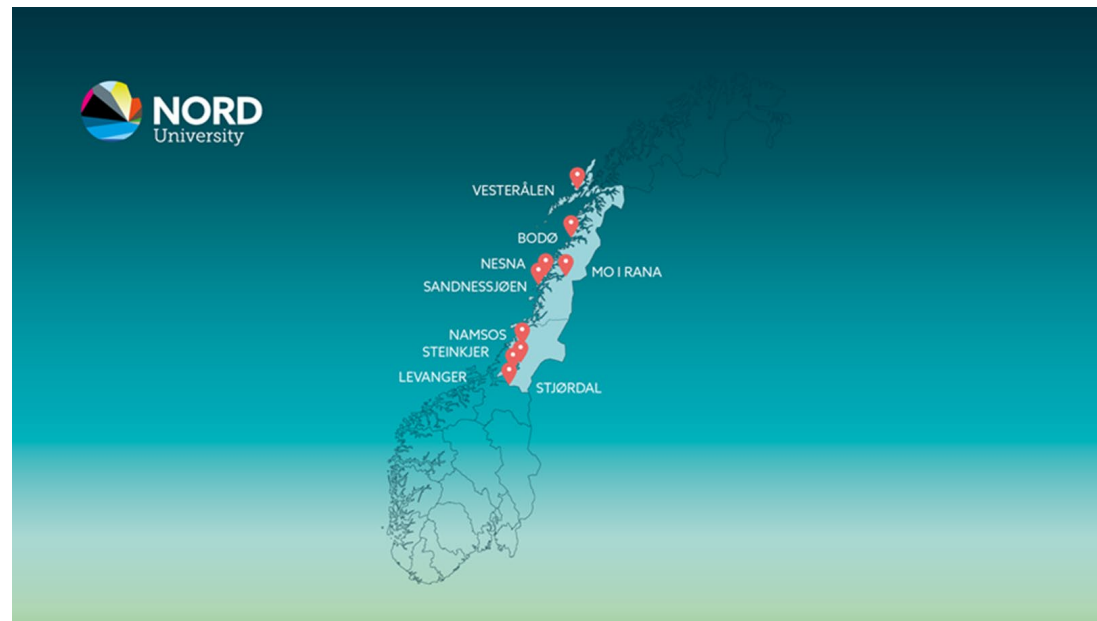 NORD
University
VESTERÅLEN
BODØ
NESNA
MO I RANA
SANDNESSJØEN
NAMSOS
STEINKJER
LEVANGER
STJØRDAL